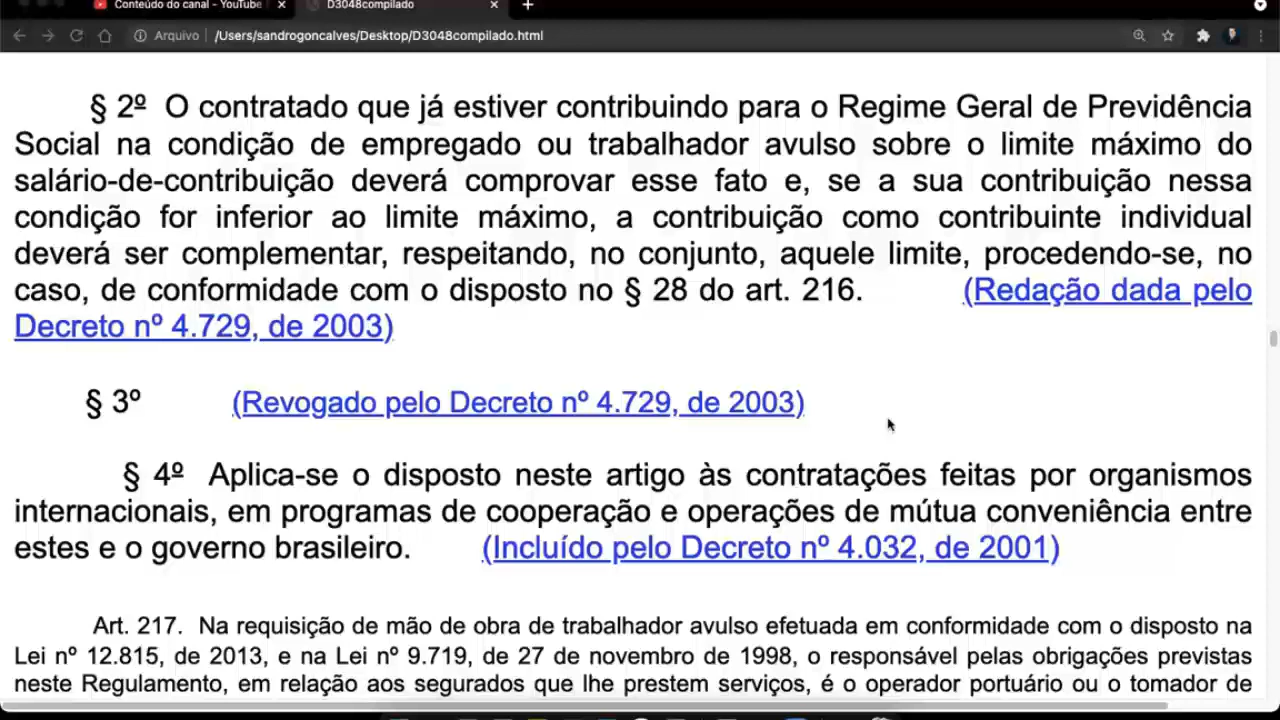 Conteúdo do canal - YouTube
D3048compilado
Arquivo /Users/sandrogoncalves/Desktop/D3048compilado.html
§ 2º O contratado que já estiver contribuindo para o Regime Geral de Previdência
Social na condição de empregado ou trabalhador avulso sobre o limite máximo do
salário-de-contribuição deverá comprovar esse fato e, se a sua contribuição nessa
condição for inferior ao limite máximo, a contribuição como contribuinte individual
deverá ser complementar, respeitando, no conjunto, aquele limite, procedendo-se, no
caso, de conformidade com o disposto no § 28 do art. 216. (Redação dada pelo
Decreto nº 4.729, de 2003)
§ 3º (Revogado pelo Decreto nº 4.729, de 2003)
§ 4º Aplica-se o disposto neste artigo às contratações feitas por organismos
internacionais, em programas de cooperação e operações de mútua conveniência entre
estes e o governo brasileiro. (Incluído pelo Decreto nº 4.032, de 2001)
Art. 217. Na requisição de mão de obra de trabalhador avulso efetuada em conformidade com o disposto na
Lei nº 12.815, de 2013, e na Lei nº 9.719, de 27 de novembro de 1998, o responsável pelas obrigações previstas
neste Regulamento, em relação aos segurados que lhe prestem serviços, é o operador portuário ou o tomador de